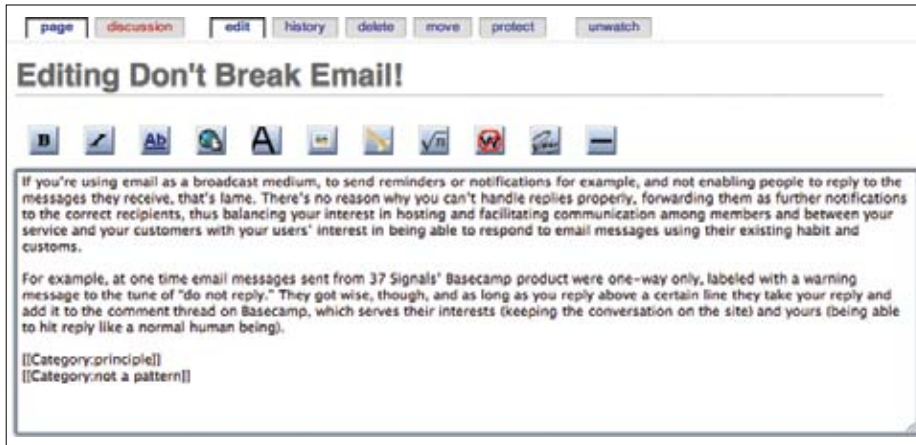 page discussion edit history delete move protect unwatch
Editing Don't Break Email!
B I Ab A √n W
If you're using email as a broadcast medium, to send reminders or notifications for example, and not enabling people to reply to the
messages they receive, that's lame. There's no reason why you can't handle replies properly, forwarding them as further notifications
to the correct recipients, thus balancing your interest in hosting and facilitating communication among members and between your
service and your customers with your users' interest in being able to respond to email messages using their existing habit and
customs.
For example, at one time email messages sent from 37 Signals' Basecamp product were one-way only, labeled with a warning
message to the tune of "do not reply." They got wise, though, and as long as you reply above a certain line they take your reply and
add it to the comment thread on Basecamp, which serves their interests (keeping the conversation on the site) and yours (being able
to hit reply like a normal human being).
[[Category:principle]]
[[Category:not a pattern]]